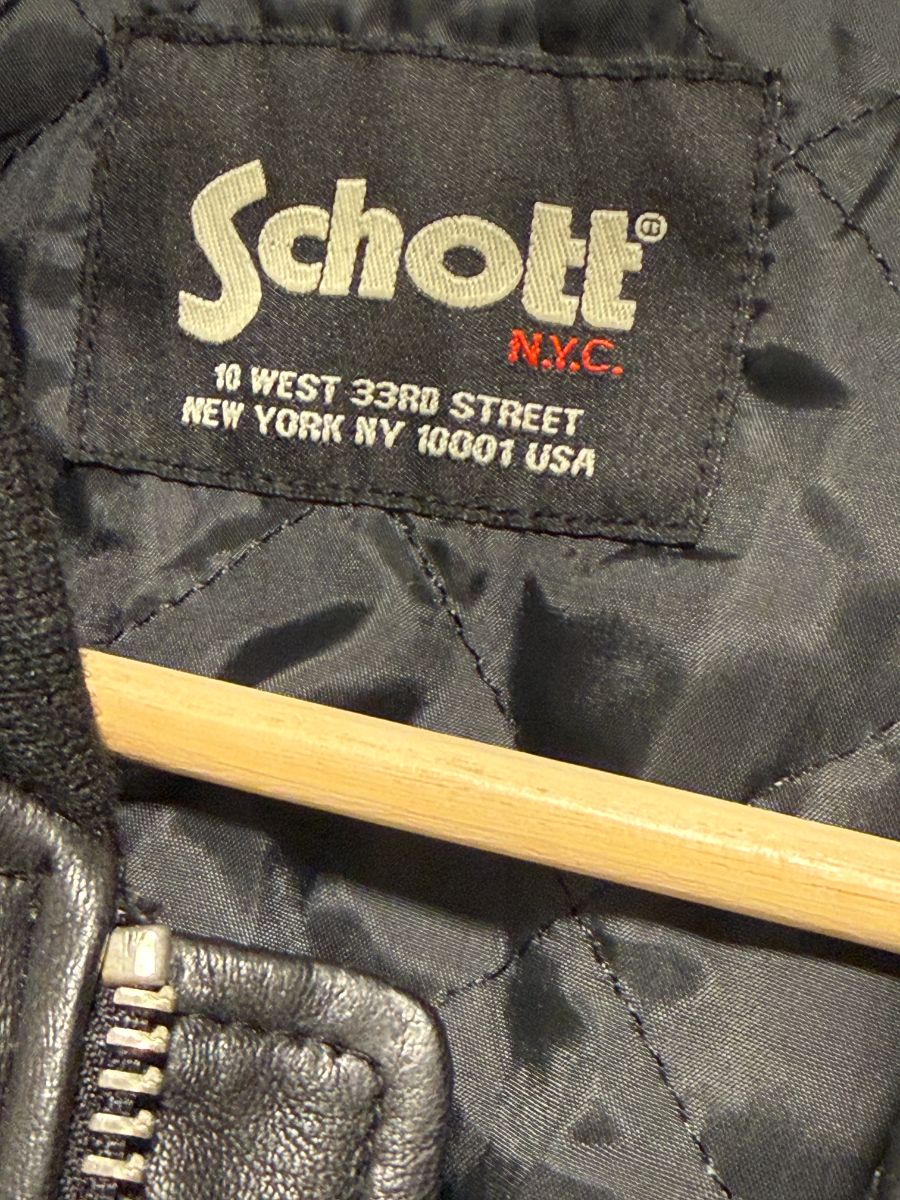 Schott®
N.Y.C.
10 WEST 33RD STREET
NEW YORK NY 10001 USA